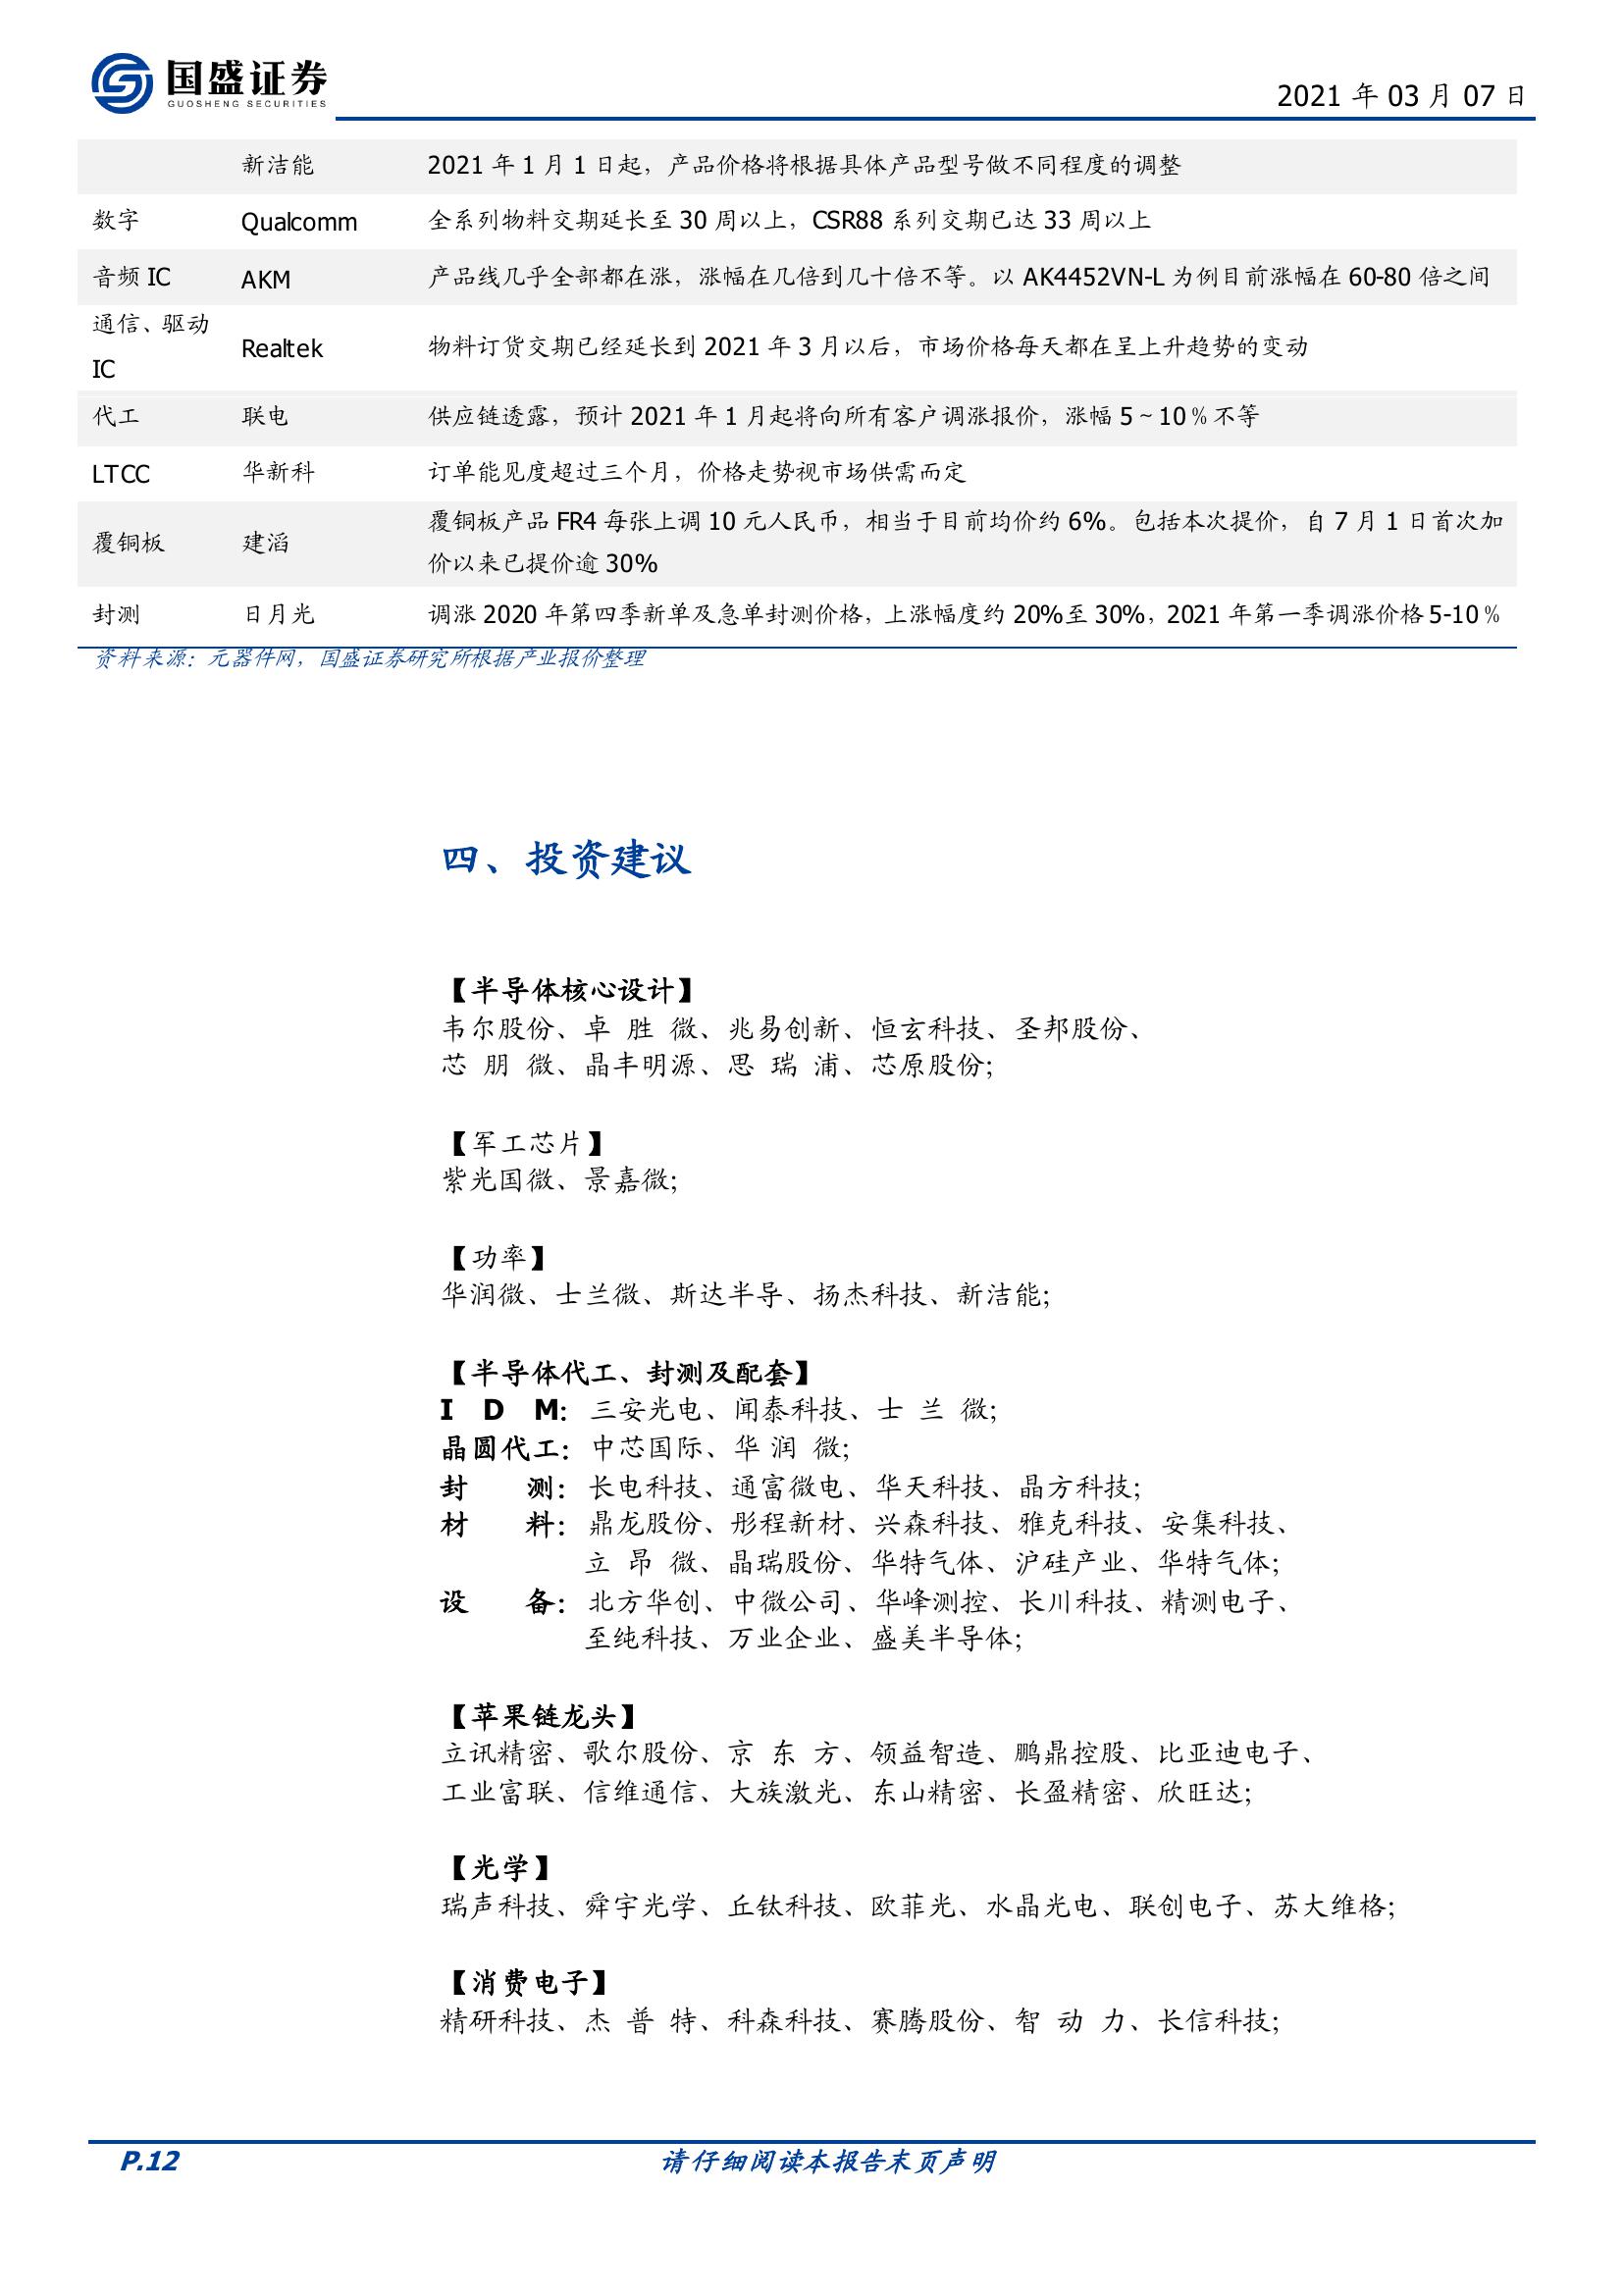 国盛证券
GUOSHENG SECURITIES
2021 年 03 月 07 日
新洁能 2021 年 1 月 1 日起，产品价格将根据具体产品型号做不同程度的调整
数字 Qualcomm 全系列物料交期延长至 30 周以上，CSR88 系列交期已达 33 周以上
音频 IC AKM 产品线几乎全部都在涨，涨幅在几倍到几十倍不等。以 AK4452VN-L 为例目前涨幅在 60-80 倍之间
通信、驱动
IC Realtek 物料订货交期已经延长到 2021 年 3 月以后，市场价格每天都在呈上升趋势的变动
代工 联电 供应链透露，预计 2021 年 1 月起将向所有客户调涨报价，涨幅 5～10％不等
LTCC 华新科 订单能见度超过三个月，价格走势视市场供需而定
覆铜板 建滔 覆铜板产品 FR4 每张上调 10 元人民币，相当于目前均价约 6%。包括本次提价，自 7 月 1 日首次加
价以来已提价逾 30%
封测 日月光 调涨 2020 年第四季新单及急单封测价格，上涨幅度约 20%至 30%，2021 年第一季调涨价格 5-10％
资料来源：元器件网，国盛证券研究所根据产业报价整理
四、投资建议
【半导体核心设计】
韦尔股份、卓 胜 微、兆易创新、恒玄科技、圣邦股份、
芯 朋 微、晶丰明源、思 瑞 浦、芯原股份；
【军工芯片】
紫光国微、景嘉微；
【功率】
华润微、士兰微、斯达半导、扬杰科技、新洁能；
【半导体代工、封测及配套】
I D M：三安光电、闻泰科技、士 兰 微；
晶圆代工：中芯国际、华 润 微；
封 测：长电科技、通富微电、华天科技、晶方科技；
材 料：鼎龙股份、彤程新材、兴森科技、雅克科技、安集科技、
立 昂 微、晶瑞股份、华特气体、沪硅产业、华特气体；
设 备：北方华创、中微公司、华峰测控、长川科技、精测电子、
至纯科技、万业企业、盛美半导体；
【苹果链龙头】
立讯精密、歌尔股份、京 东 方、领益智造、鹏鼎控股、比亚迪电子、
工业富联、信维通信、大族激光、东山精密、长盈精密、欣旺达；
【光学】
瑞声科技、舜宇光学、丘钛科技、欧菲光、水晶光电、联创电子、苏大维格；
【消费电子】
精研科技、杰 普 特、科森科技、赛腾股份、智 动 力、长信科技；
P.12 请仔细阅读本报告末页声明